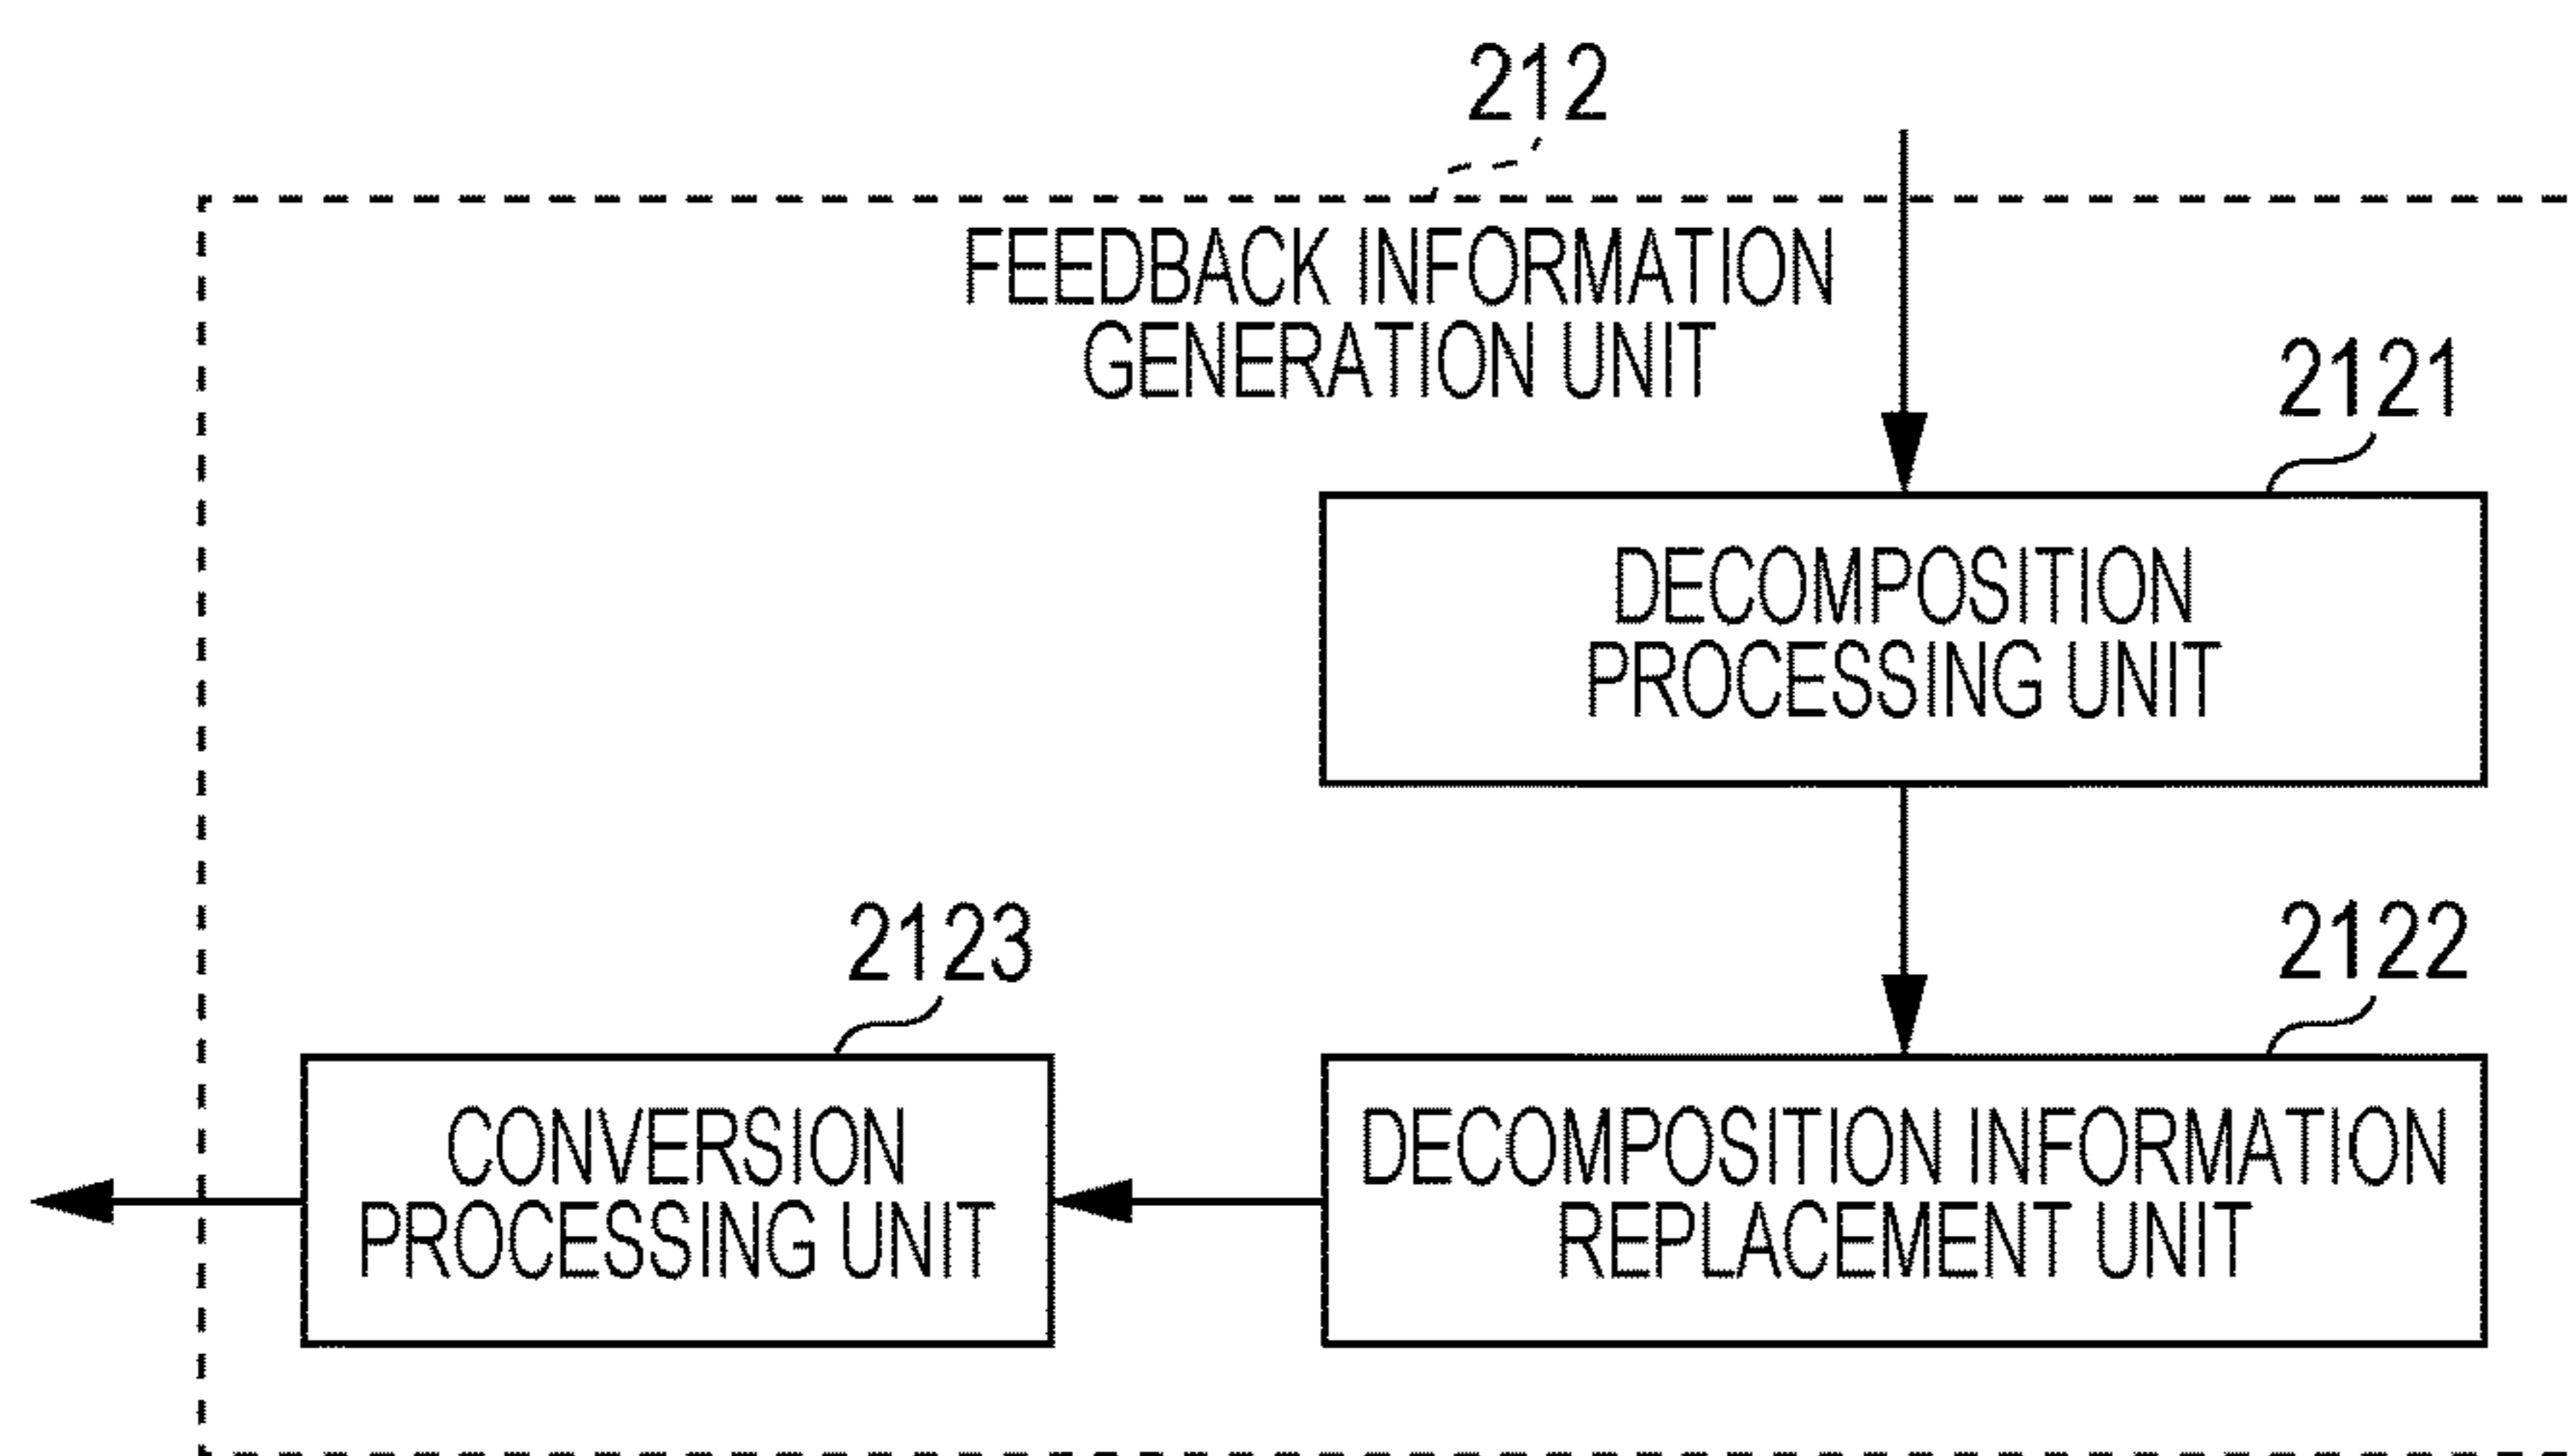 212
FEEDBACK INFORMATION
GENERATION UNIT
2121
DECOMPOSITION
PROCESSING UNIT
2123
2122
CONVERSION
PROCESSING UNIT
DECOMPOSITION INFORMATION
REPLACEMENT UNIT